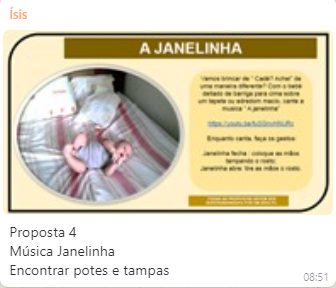 Ísis
A JANELINHA
Vamos brincar de " Cadê? Achei" de
uma maneira diferente? Com o bebê
deitado de barriga para cima sobre
um tapete ou edredom macio, cante a
música " A janelinha"
Enquanto canta, faça os gestos:
Janelinha fecha : coloque as mãos
tampando o rosto;
Janelinha abre: tire as mãos do rosto.
Proposta 4
Música Janelinha
Encontrar potes e tampas
08:51